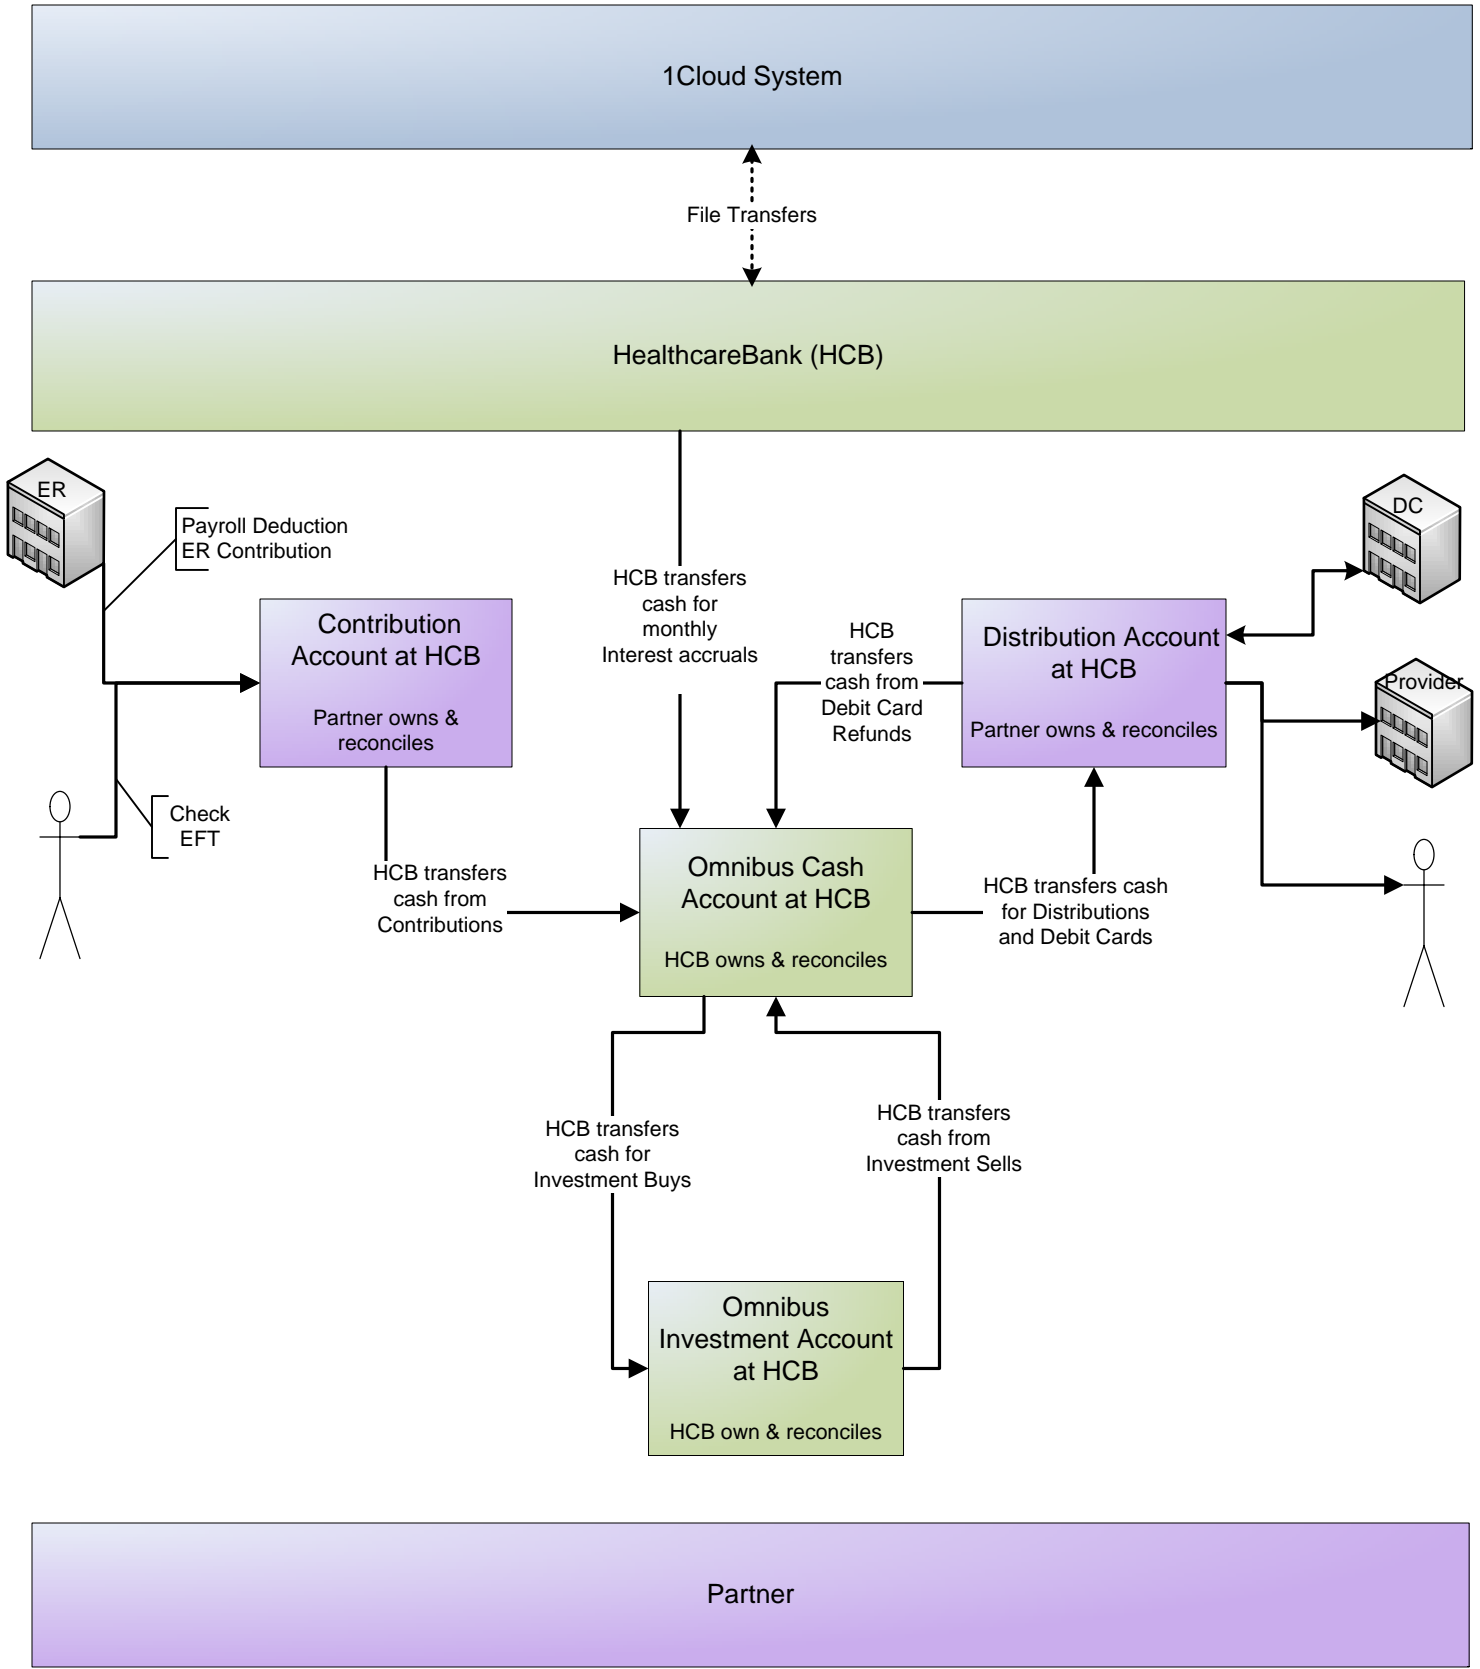 1Cloud System
File Transfers
HealthcareBank (HCB)
ER
Payroll Deduction
ER Contribution
DC
HCB transfers
cash for
monthly
Interest accruals
Contribution
Account at HCB
Partner owns &
reconciles
HCB
transfers
cash from
Debit Card
Refunds
Distribution Account
at HCB
Partner owns & reconciles
Provider
Check
EFT
HCB transfers
cash from
Contributions
Omnibus Cash
Account at HCB
HCB owns & reconciles
HCB transfers cash
for Distributions
and Debit Cards
HCB transfers
cash for
Investment Buys
HCB transfers
cash from
Investment Sells
Omnibus
Investment Account
at HCB
HCB own & reconciles
Partner